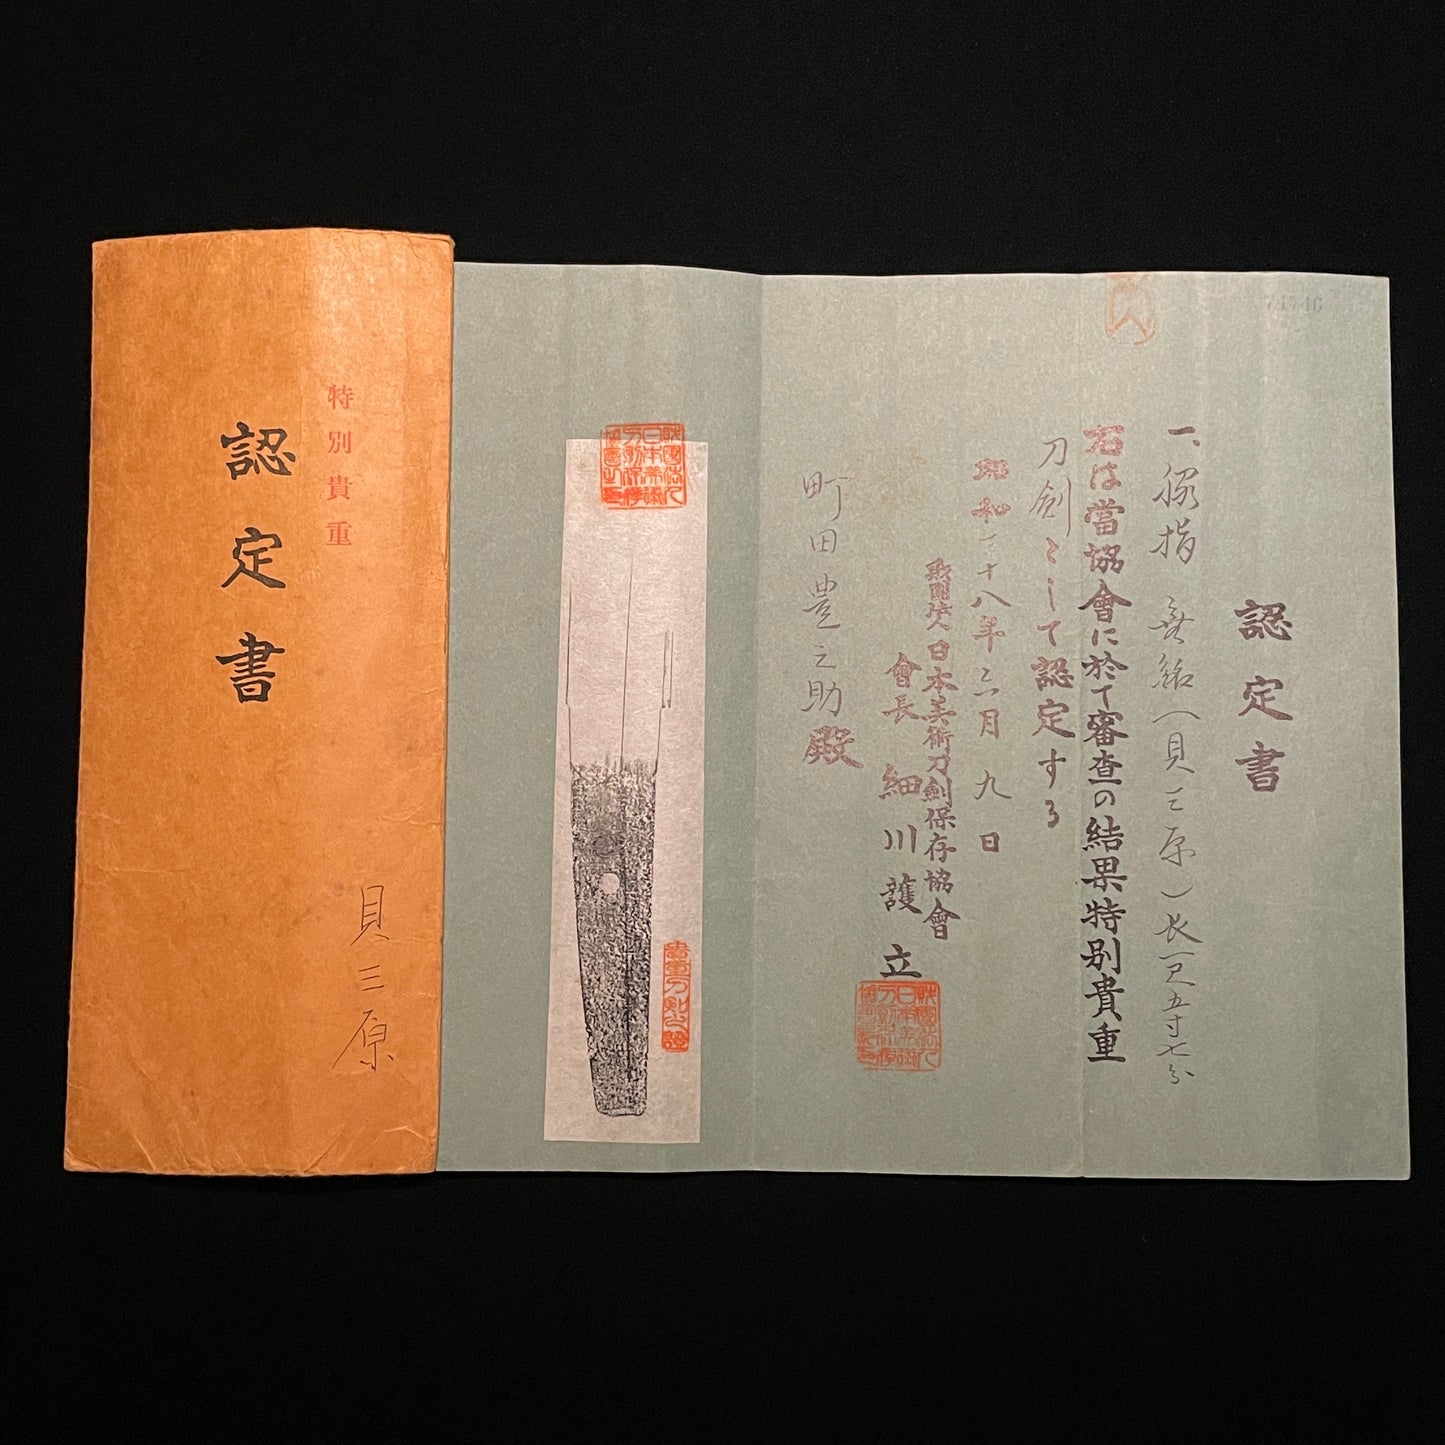 認定書
一、脇指 無銘(貝三原)長一尺五寸七分
右は當協會に於て審査の結果特別貴重
刀劍として認定する
昭和三十八年六月九日
財團法人日本美術刀劍保存協會
會長 細川護立
町田豊之助殿
特別貴重
認定書
貝三原